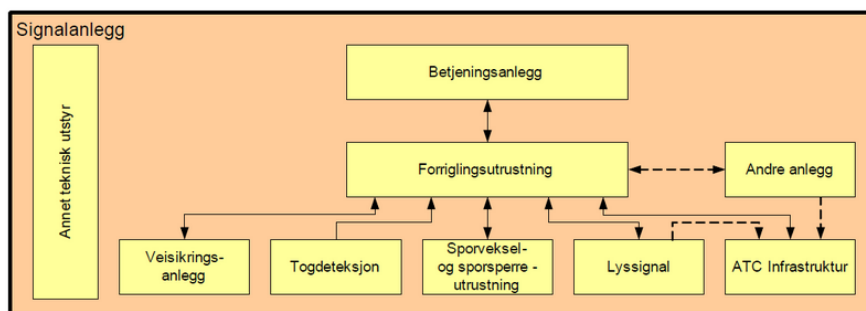 Signalanlegg
Annet teknisk utstyr
Betjeningsanlegg
Forriglingsutrustning
Andre anlegg
Veisikrings-
anlegg
Togdeteksjon
Sporveksel-
og sporsperre -
utrustning
Lyssignal
ATC Infrastruktur